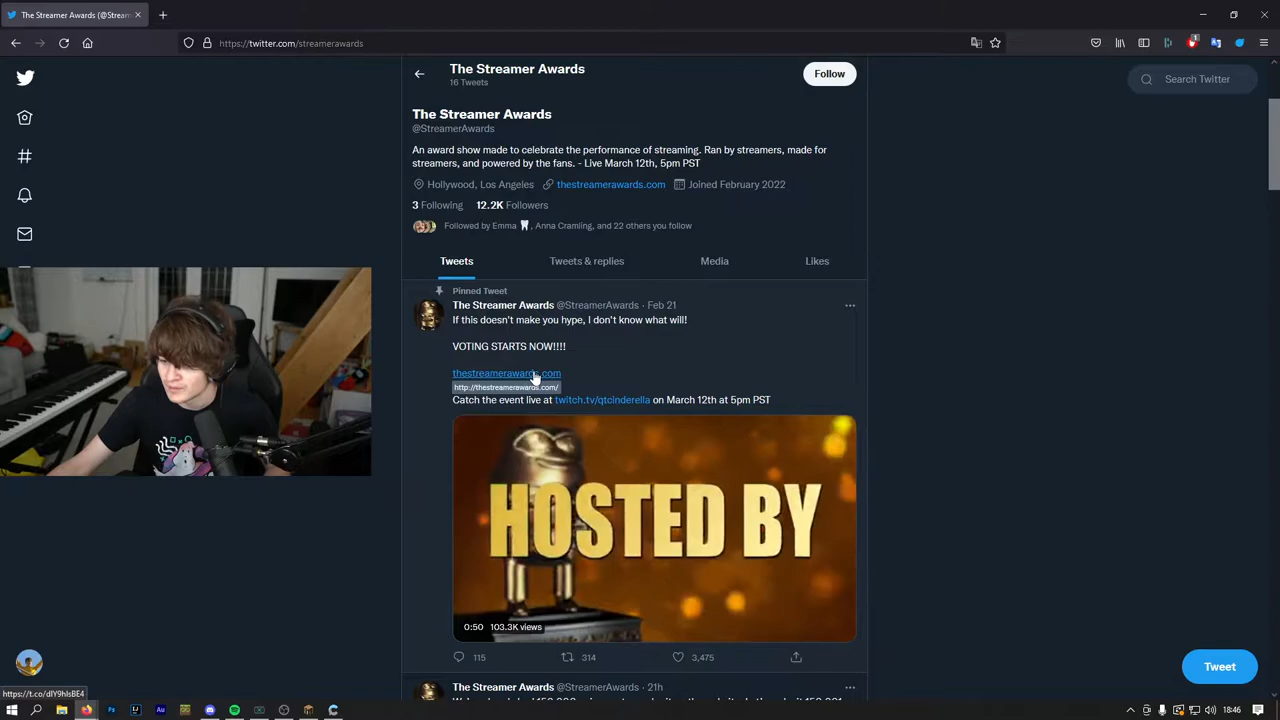 The Streamer Awards (@Stream
https://twitter.com/streamerawards
The Streamer Awards
16 Tweets
Follow
Search Twitter
The Streamer Awards
@StreamerAwards
An award show made to celebrate the performance of streaming. Ran by streamers, made for
streamers, and powered by the fans. - Live March 12th, 5pm PST
Hollywood, Los Angeles thestreamerawards.com Joined February 2022
3 Following 12.2K Followers
Followed by Emma 🦷, Anna Cramling, and 22 others you follow
Tweets Tweets & replies Media Likes
Pinned Tweet
The Streamer Awards @StreamerAwards · Feb 21
If this doesn't make you hype, I don't know what will!
VOTING STARTS NOW!!!!
thestreamerawards.com
http://thestreamerawards.com/
Catch the event live at twitch.tv/qtcinderella on March 12th at 5pm PST
HOSTED BY
0:50 103.3K views
115 314 3,475
Tweet
The Streamer Awards @StreamerAwards · 21h
18:46